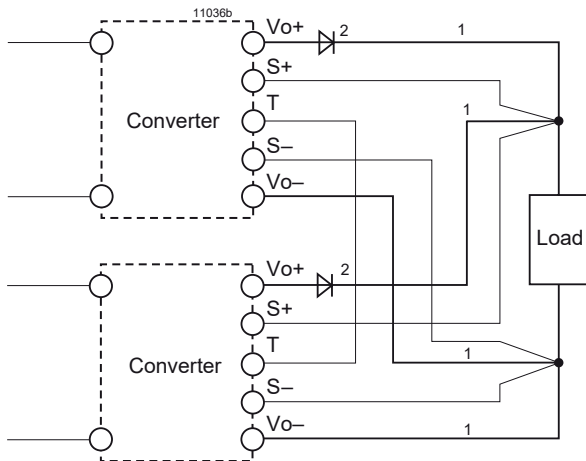 11036b
Vo+
2
1
S+
T
1
Converter
S–
Vo–
Load
Vo+
2
S+
T
1
Converter
S–
Vo–
1